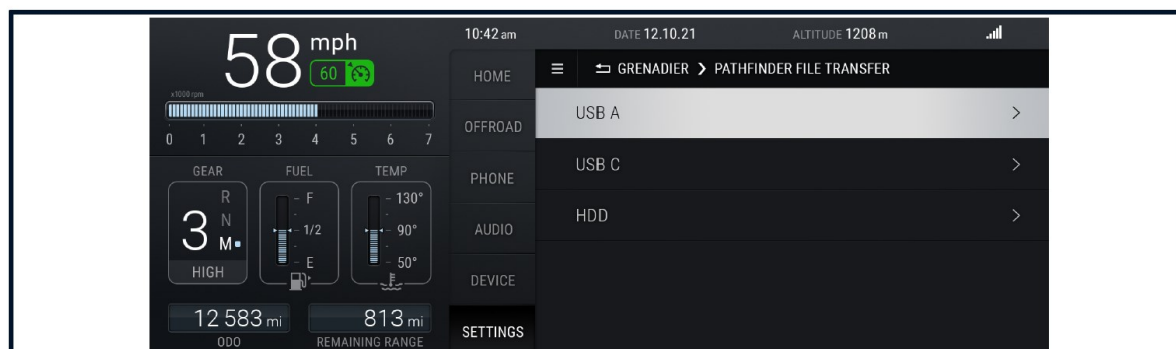 58 mph
60
x1000 rpm
0 1 2 3 4 5 6 7
GEAR FUEL TEMP
R
N
3 M
HIGH
F
1/2
E
130°
90°
50°
12 583 mi
ODO
813 mi
REMAINING RANGE
10:42 am DATE 12.10.21 ALTITUDE 1208 m
HOME
OFFROAD
PHONE
AUDIO
DEVICE
SETTINGS
GRENADIER > PATHFINDER FILE TRANSFER
USB A >
USB C >
HDD >